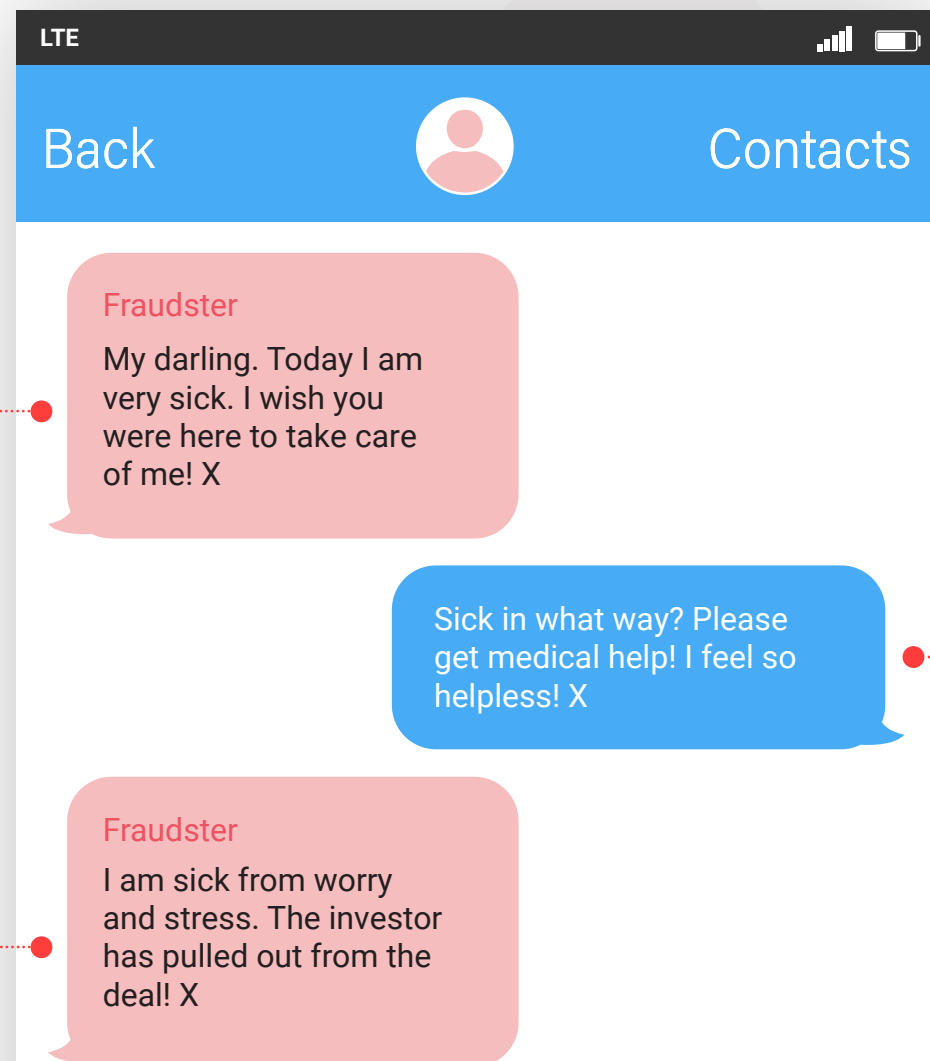 LTE
Back
Contacts
Fraudster
My darling. Today I am
very sick. I wish you
were here to take care
of me! X
Sick in what way? Please
get medical help! I feel so
helpless! X
Fraudster
I am sick from worry
and stress. The investor
has pulled out from the
deal! X